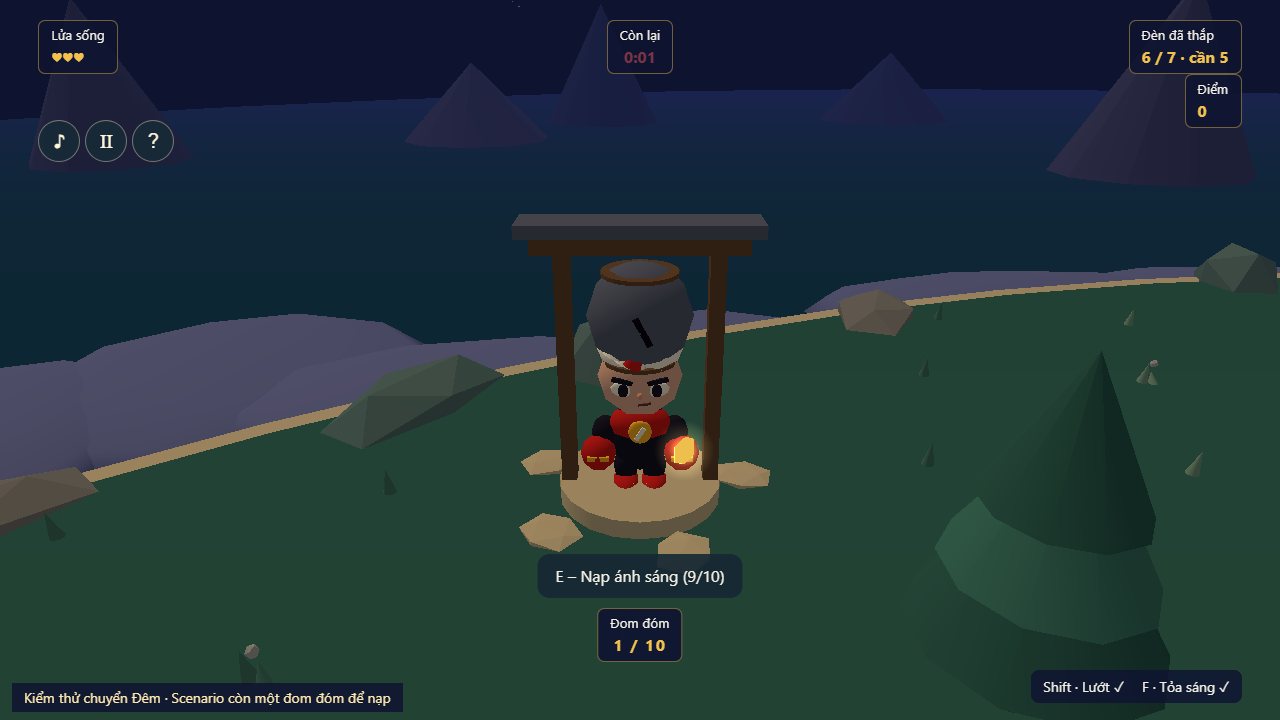 Lửa sống
♥♥♥
Còn lại
0:01
Đèn đã thắp
6 / 7 · cần 5
Điểm
0
♪ II ?
E – Nạp ánh sáng (9/10)
Đom đóm
1 / 10
Kiểm thử chuyển Đêm · Scenario còn một đom đóm để nạp
Shift · Lướt ✓ F · Tỏa sáng ✓